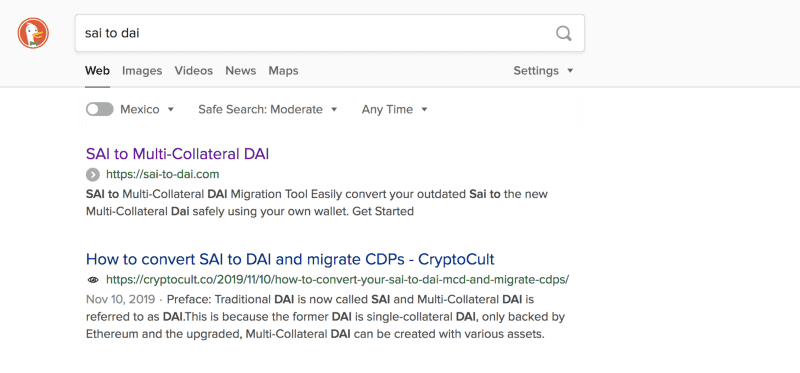 sai to dai
Web Images Videos News Maps Settings
Mexico Safe Search: Moderate Any Time
SAI to Multi-Collateral DAI
https://sai-to-dai.com
SAI to Multi-Collateral DAI Migration Tool Easily convert your outdated Sai to the new
Multi-Collateral Dai safely using your own wallet. Get Started
How to convert SAI to DAI and migrate CDPs - CryptoCult
https://cryptocult.co/2019/11/10/how-to-convert-your-sai-to-dai-mcd-and-migrate-cdps/
Nov 10, 2019 · Preface: Traditional DAI is now called SAI and Multi-Collateral DAI is
referred to as DAI.This is because the former DAI is single-collateral DAI, only backed by
Ethereum and the upgraded, Multi-Collateral DAI can be created with various assets.